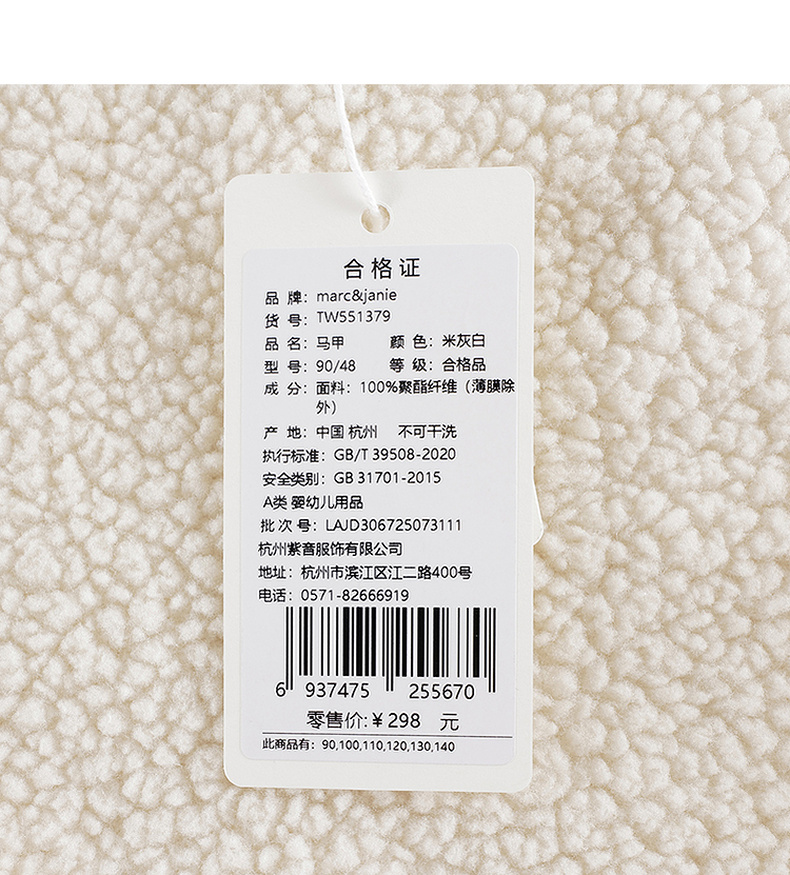 合格证
品 牌：marc&janie
货 号：TW551379
品 名：马甲 颜 色：米灰白
型 号：90/48 等 级：合格品
成 分：面料：100%聚酯纤维（薄膜除
外）
产 地：中国 杭州 不可干洗
执行标准：GB/T 39508-2020
安全类别：GB 31701-2015
A类 婴幼儿用品
批 次 号：LAJD306725073111
杭州紫音服饰有限公司
地址：杭州市滨江区江二路400号
电话：0571-82666919
6 937475 255670
零售价:￥298 元
此商品有：90,100,110,120,130,140